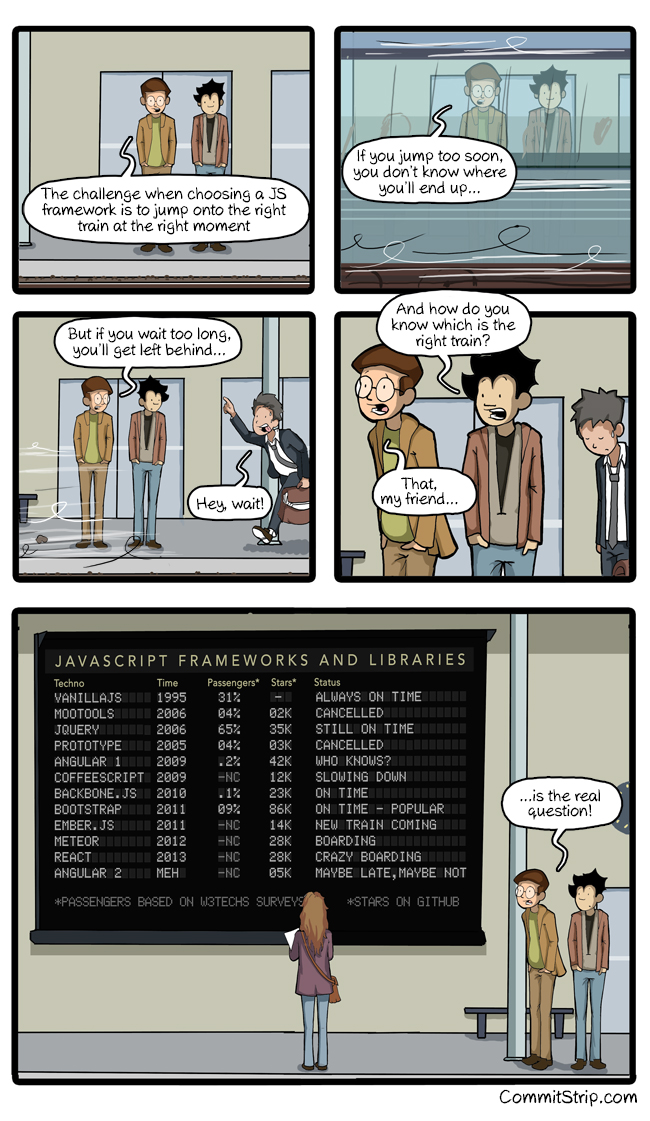 The challenge when choosing a JS
framework is to jump onto the right
train at the right moment
If you jump too soon,
you don't know where
you'll end up...
But if you wait too long,
you'll get left behind...
Hey, wait!
And how do you
know which is the
right train?
That,
my friend...
JAVASCRIPT FRAMEWORKS AND LIBRARIES
Techno Time Passengers* Stars* Status
VANILLAJS 1995 31% - ALWAYS ON TIME
MOOTOOLS 2006 04% 02K CANCELLED
JQUERY 2006 65% 35K STILL ON TIME
PROTOTYPE 2005 04% 03K CANCELLED
ANGULAR 1 2009 .2% 42K WHO KNOWS?
COFFEESCRIPT 2009 -NC 12K SLOWING DOWN
BACKBONE.JS 2010 .1% 23K ON TIME
BOOTSTRAP 2011 09% 86K ON TIME - POPULAR
EMBER.JS 2011 -NC 14K NEW TRAIN COMING
METEOR 2012 -NC 28K BOARDING
REACT 2013 -NC 28K CRAZY BOARDING
ANGULAR 2 MEH -NC 05K MAYBE LATE,MAYBE NOT
*PASSENGERS BASED ON W3TECHS SURVEYS *STARS ON GITHUB
...is the real
question!
CommitStrip.com